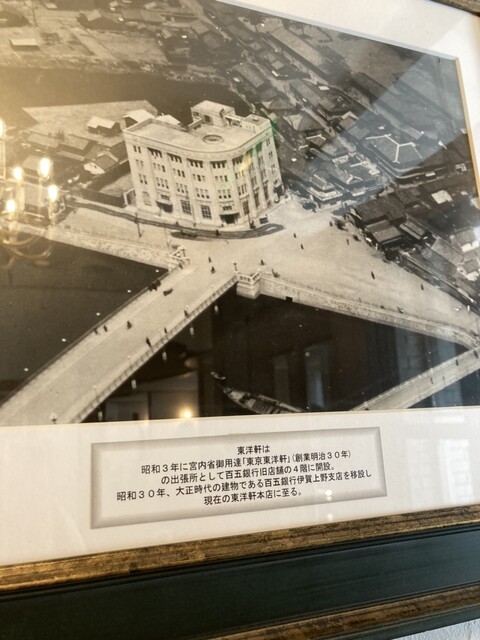 東洋軒は
昭和３年に宮内省御用達「東京東洋軒」(創業明治３０年)
の出張所として百五銀行旧店舗の４階に開設。
昭和３０年、大正時代の建物である百五銀行伊賀上野支店を移設し
現在の東洋軒本店に至る。